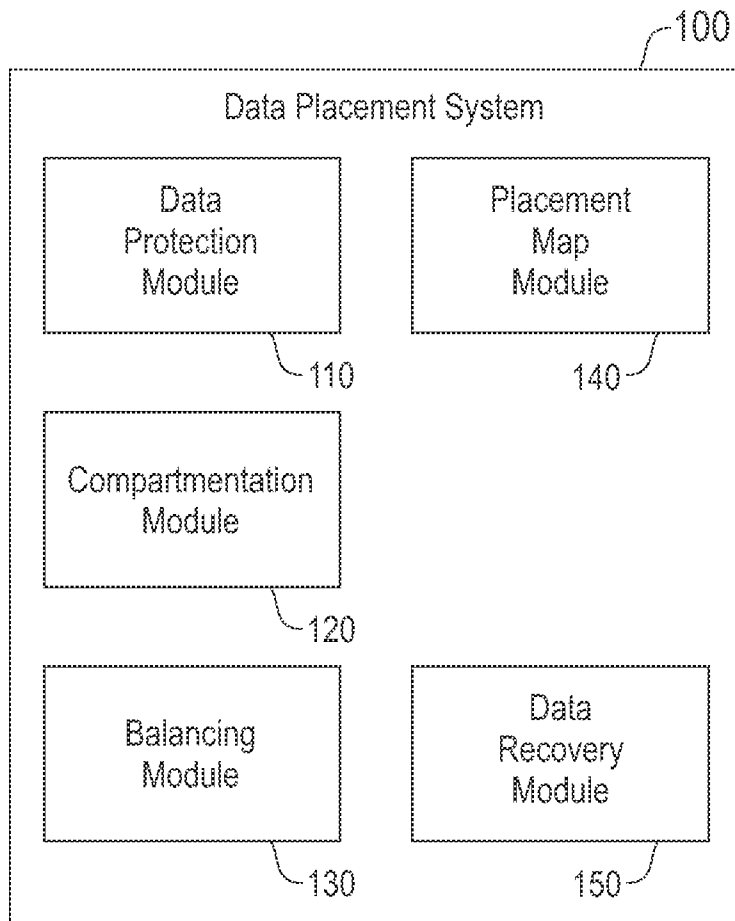 100
Data Placement System
Data
Protection
Module
110
Placement
Map
Module
140
Compartmentation
Module
120
Balancing
Module
130
Data
Recovery
Module
150